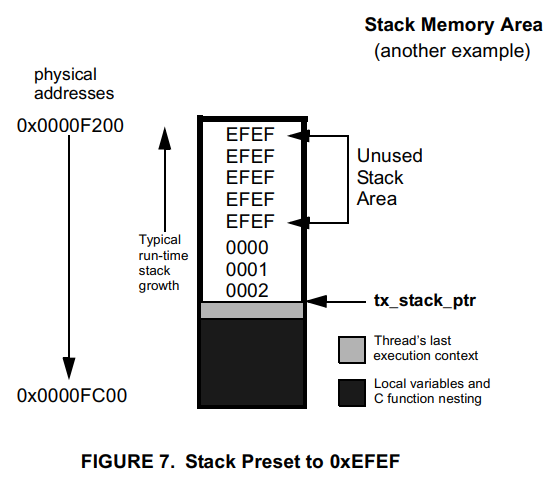 Stack Memory Area
(another example)
physical
addresses
0x0000F200
EFEF
EFEF
EFEF
EFEF
EFEF
0000
0001
0002
Unused
Stack
Area
Typical
run-time
stack
growth
tx_stack_ptr
Thread's last
execution context
Local variables and
C function nesting
0x0000FC00
FIGURE 7. Stack Preset to 0xEFEF